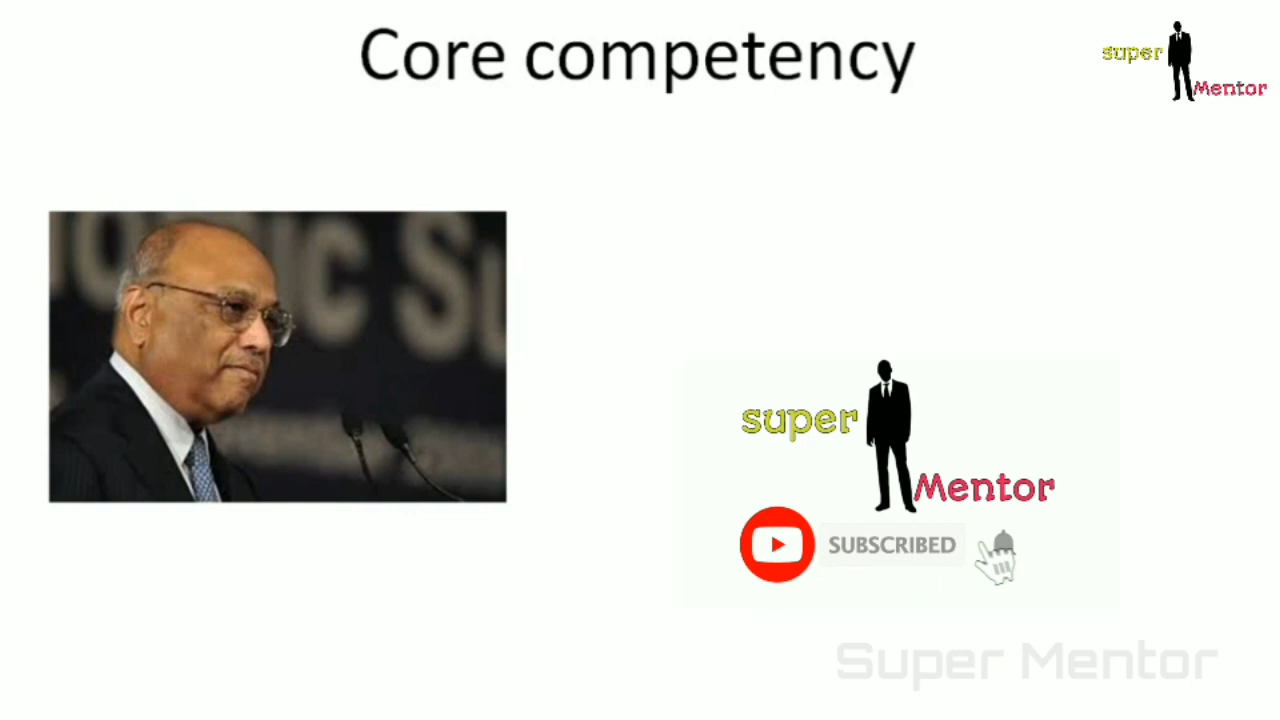 Core competency
super
Mentor
super
Mentor
SUBSCRIBED
Super Mentor